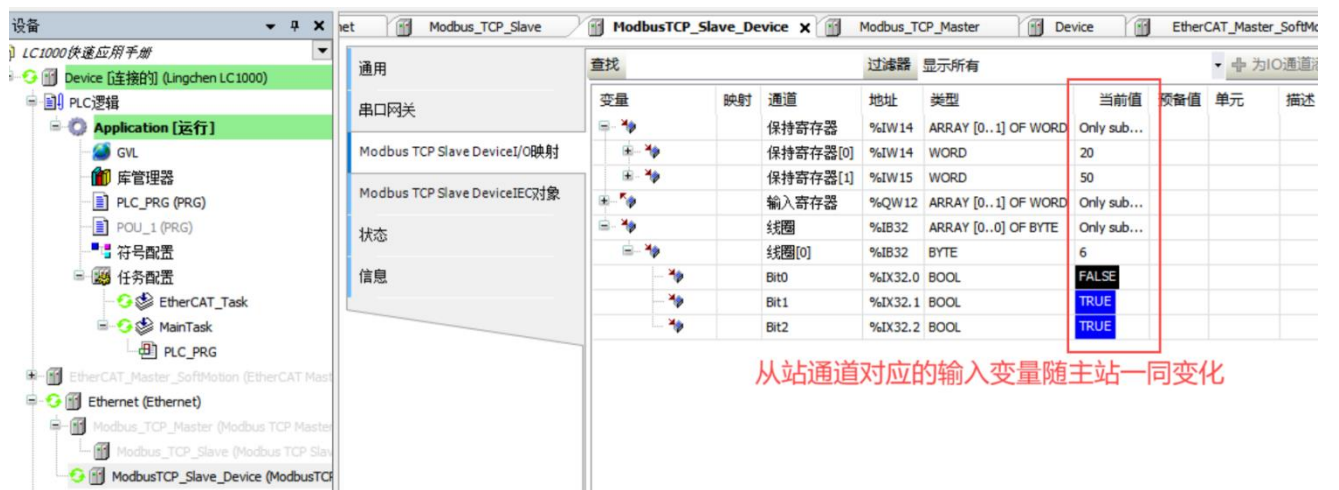 设备
net
Modbus_TCP_Slave
ModbusTCP_Slave_Device
Modbus_TCP_Master
Device
EtherCAT_Master_SoftMo
LC1000快速应用手册
Device [连接的] (Lingchen LC1000)
PLC逻辑
Application [运行]
GVL
库管理器
PLC_PRG (PRG)
POU_1 (PRG)
符号配置
任务配置
EtherCAT_Task
MainTask
PLC_PRG
EtherCAT_Master_SoftMotion (EtherCAT Mast
Ethernet (Ethernet)
Modbus_TCP_Master (Modbus TCP Master
Modbus_TCP_Slave (Modbus TCP Slav
ModbusTCP_Slave_Device (ModbusTCP
通用
串口网关
Modbus TCP Slave DeviceI/O映射
Modbus TCP Slave DeviceIEC对象
状态
信息
查找 过滤器 显示所有 为IO通道
变量 映射 通道 地址 类型 当前值 预备值 单元 描述
保持寄存器 %IW14 ARRAY [0..1] OF WORD Only sub...
保持寄存器[0] %IW14 WORD 20
保持寄存器[1] %IW15 WORD 50
输入寄存器 %QW12 ARRAY [0..1] OF WORD Only sub...
线圈 %IB32 ARRAY [0..0] OF BYTE Only sub...
线圈[0] %IB32 BYTE 6
Bit0 %IX32.0 BOOL FALSE
Bit1 %IX32.1 BOOL TRUE
Bit2 %IX32.2 BOOL TRUE
从站通道对应的输入变量随主站一同变化